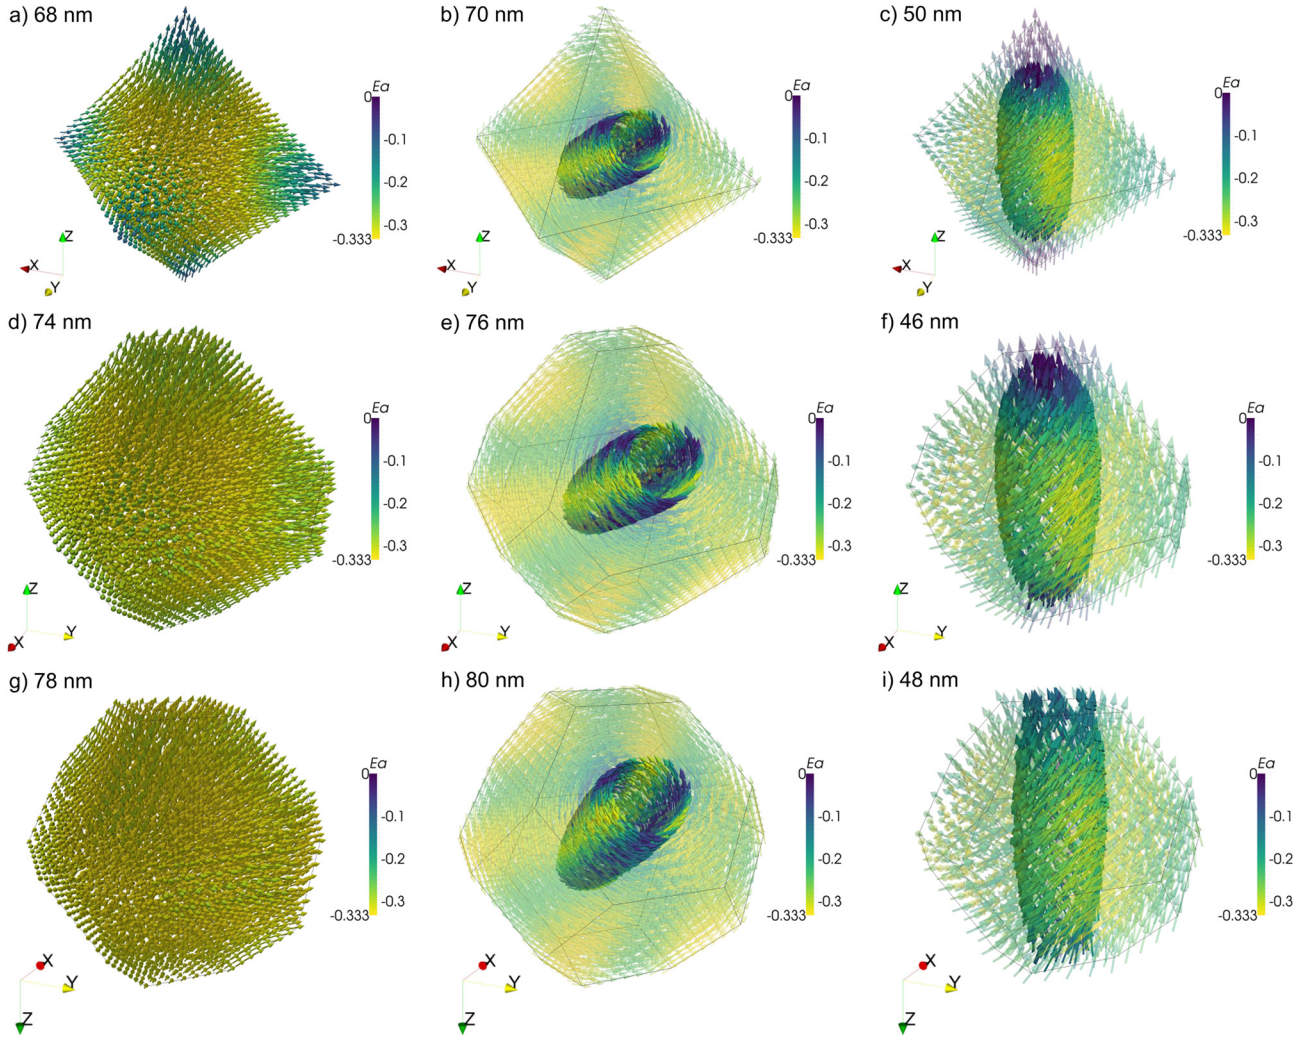 a) 68 nm
Ea
0
-0.1
-0.2
-0.3
-0.333
Z
X
Y
b) 70 nm
Ea
0
-0.1
-0.2
-0.3
-0.333
Z
X
Y
c) 50 nm
Ea
0
-0.1
-0.2
-0.3
-0.333
Z
X
Y
d) 74 nm
Ea
0
-0.1
-0.2
-0.3
-0.333
Z
Y
X
e) 76 nm
Ea
0
-0.1
-0.2
-0.3
-0.333
Z
Y
X
f) 46 nm
Ea
0
-0.1
-0.2
-0.3
-0.333
Z
Y
X
g) 78 nm
Ea
0
-0.1
-0.2
-0.3
-0.333
X
Y
Z
h) 80 nm
Ea
0
-0.1
-0.2
-0.3
-0.333
X
Y
Z
i) 48 nm
Ea
0
-0.1
-0.2
-0.3
-0.333
X
Y
Z